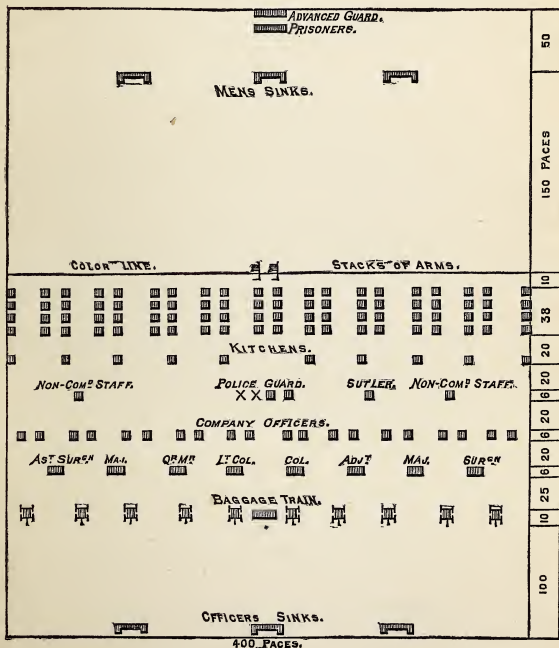 ADVANCED GUARD.
PRISONERS.
MENS SINKS.
COLOR LINE. STACKS OF ARMS.
KITCHENS.
NON-COMD STAFF. POLICE GUARD. SUTLER. NON-COMD STAFF.
X X
COMPANY OFFICERS.
AST SURGN MAJ. QRMR LT COL. COL. ADJT MAJ. SURGN
BAGGAGE TRAIN.
OFFICERS SINKS.
400 PACES.
50
150 PACES
10
38
20
20
6
20
20
6
25
10
100